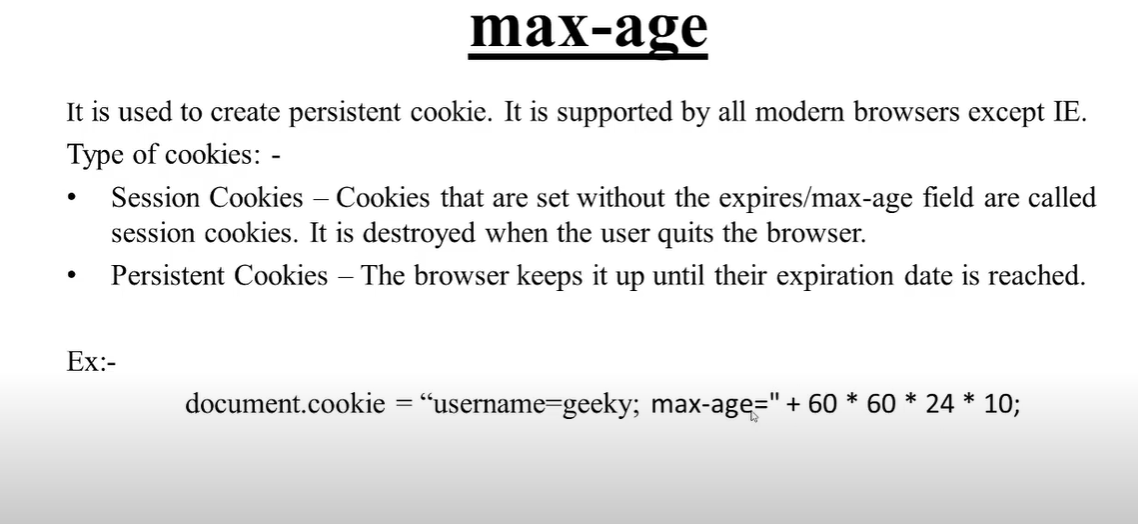 max-age
It is used to create persistent cookie. It is supported by all modern browsers except IE.
Type of cookies: -
• Session Cookies – Cookies that are set without the expires/max-age field are called
session cookies. It is destroyed when the user quits the browser.
• Persistent Cookies – The browser keeps it up until their expiration date is reached.
Ex:-
document.cookie = “username=geeky; max-age=" + 60 * 60 * 24 * 10;